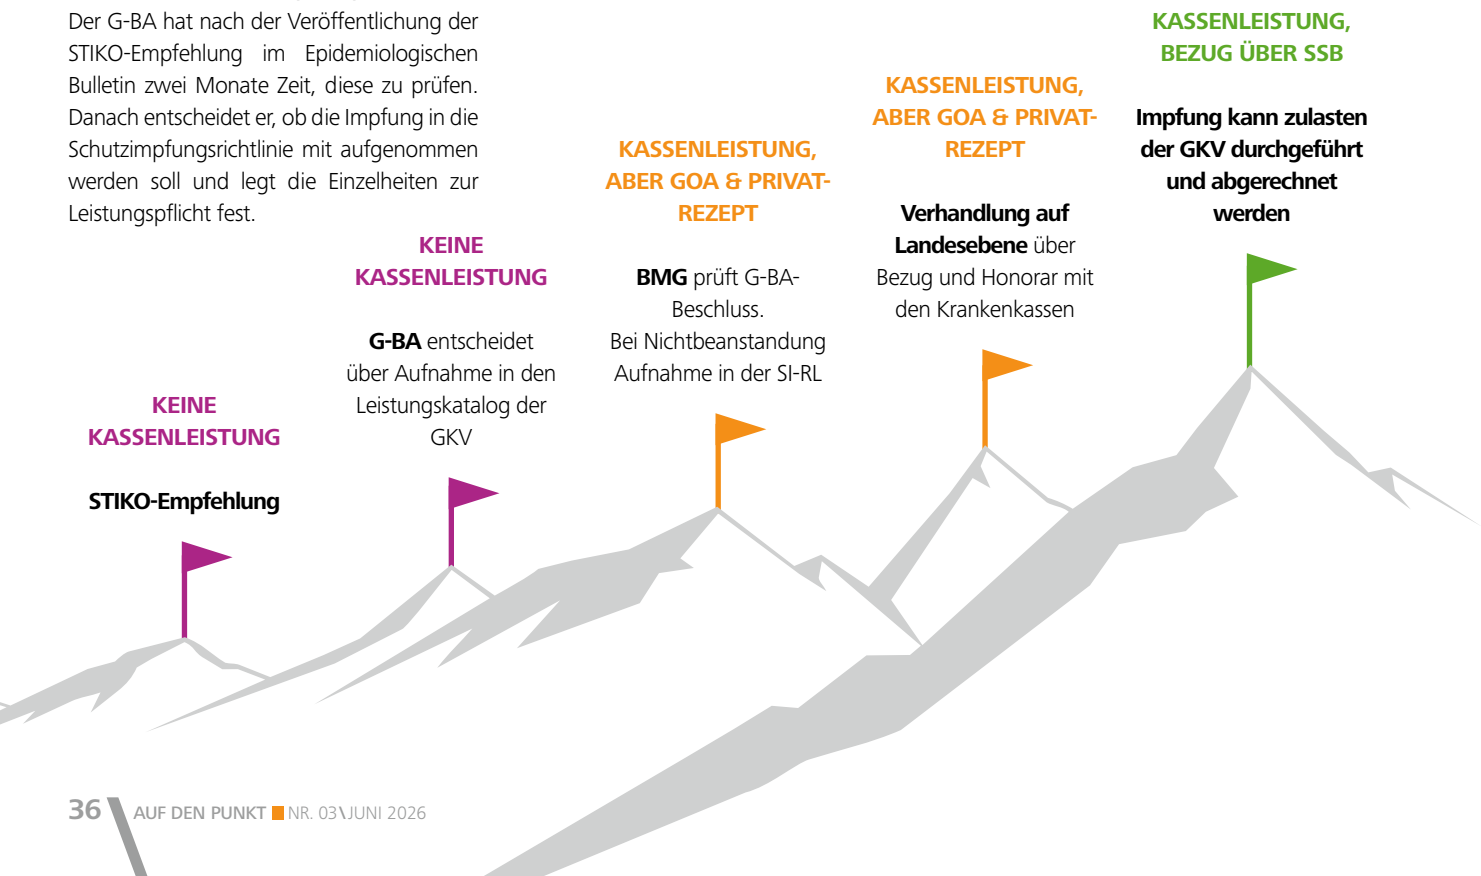 Der G-BA hat nach der Veröffentlichung der
STIKO-Empfehlung im Epidemiologischen
Bulletin zwei Monate Zeit, diese zu prüfen.
Danach entscheidet er, ob die Impfung in die
Schutzimpfungsrichtlinie mit aufgenommen
werden soll und legt die Einzelheiten zur
Leistungspflicht fest.
KEINE
KASSENLEISTUNG
STIKO-Empfehlung
KEINE
KASSENLEISTUNG
G-BA entscheidet
über Aufnahme in den
Leistungskatalog der
GKV
KASSENLEISTUNG,
ABER GOA & PRIVAT-
REZEPT
BMG prüft G-BA-
Beschluss.
Bei Nichtbeanstandung
Aufnahme in der SI-RL
KASSENLEISTUNG,
ABER GOA & PRIVAT-
REZEPT
Verhandlung auf
Landesebene über
Bezug und Honorar mit
den Krankenkassen
KASSENLEISTUNG,
BEZUG ÜBER SSB
Impfung kann zulasten
der GKV durchgeführt
und abgerechnet
werden
36 AUF DEN PUNKT NR. 03\JUNI 2026